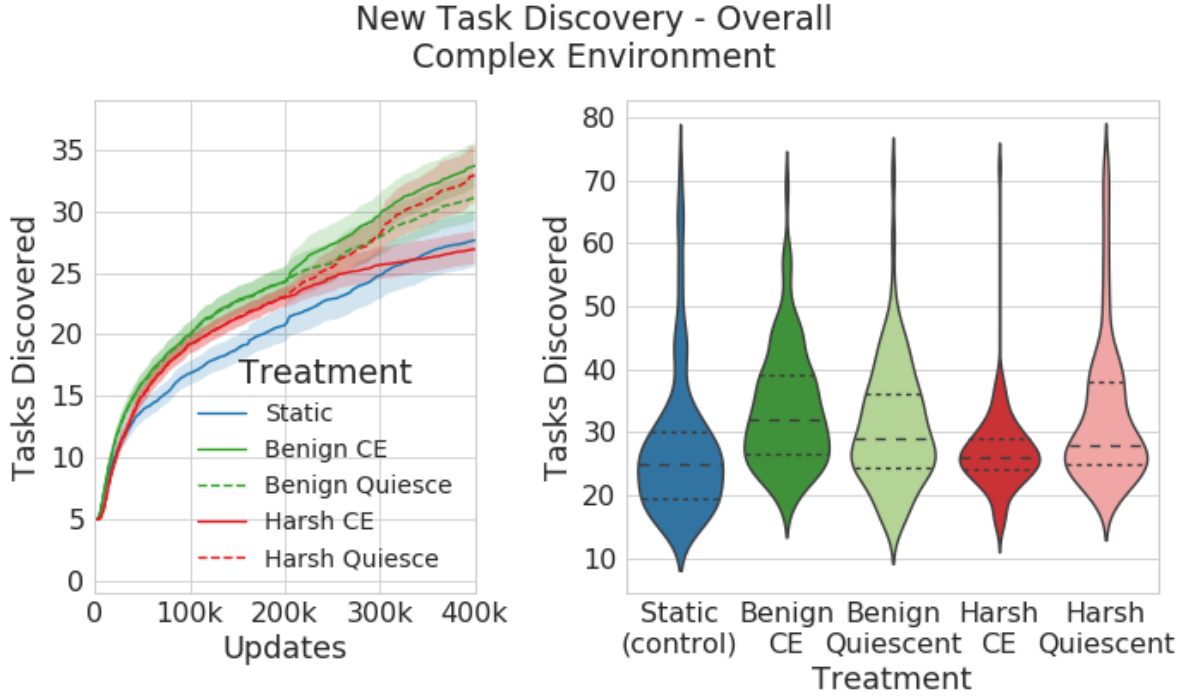 New Task Discovery - Overall
Complex Environment
Tasks Discovered
35
30
25
20
15
10
5
0
Treatment
Static
Benign CE
Benign Quiesce
Harsh CE
Harsh Quiesce
0 100k 200k 300k 400k
Updates
Tasks Discovered
80
70
60
50
40
30
20
10
Static Benign Benign Harsh Harsh
(control) CE Quiescent CE Quiescent
Treatment